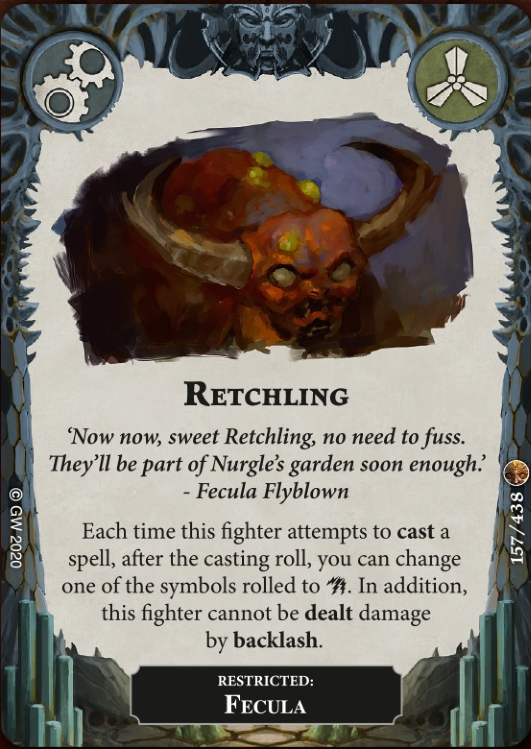 Retchling
‘Now now, sweet Retchling, no need to fuss.
They’ll be part of Nurgle’s garden soon enough.’
- Fecula Flyblown
Each time this fighter attempts to cast a
spell, after the casting roll, you can change
one of the symbols rolled to . In addition,
this fighter cannot be dealt damage
by backlash.
© GW 2020
157/438
RESTRICTED:
Fecula